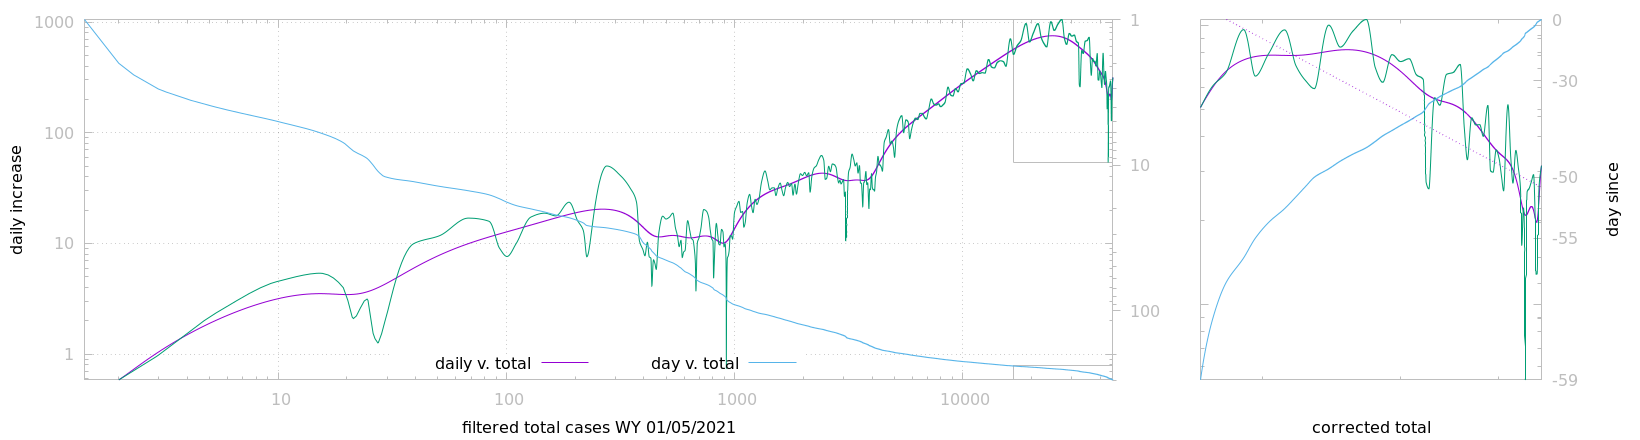 1000
100
10
1
daily increase
10
100
1000
10000
filtered total cases WY 01/05/2021
daily v. total
day v. total
1
10
100
0
-30
-50
-55
-59
day since
corrected total